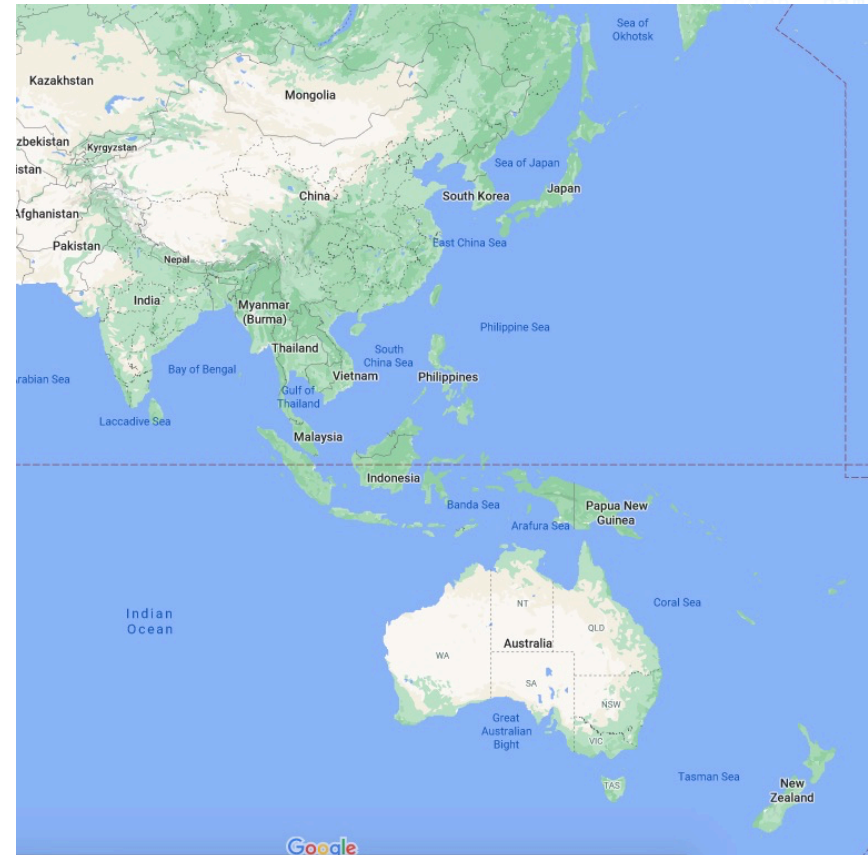 Sea of
Okhotsk
Kazakhstan
Mongolia
zbekistan
Kyrgyzstan
istan
Sea of Japan
China
South Korea
Japan
Afghanistan
Pakistan
East China Sea
Nepal
India
Myanmar
(Burma)
Philippine Sea
Thailand
South
China Sea
Bay of Bengal
Arabian Sea
Vietnam
Philippines
Gulf of
Thailand
Laccadive Sea
Malaysia
Indonesia
Banda Sea
Papua New
Guinea
Arafura Sea
Indian
Ocean
NT
Coral Sea
QLD
Australia
WA
SA
NSW
Great
Australian
Bight
VIC
Tasman Sea
TAS
New
Zealand
Google